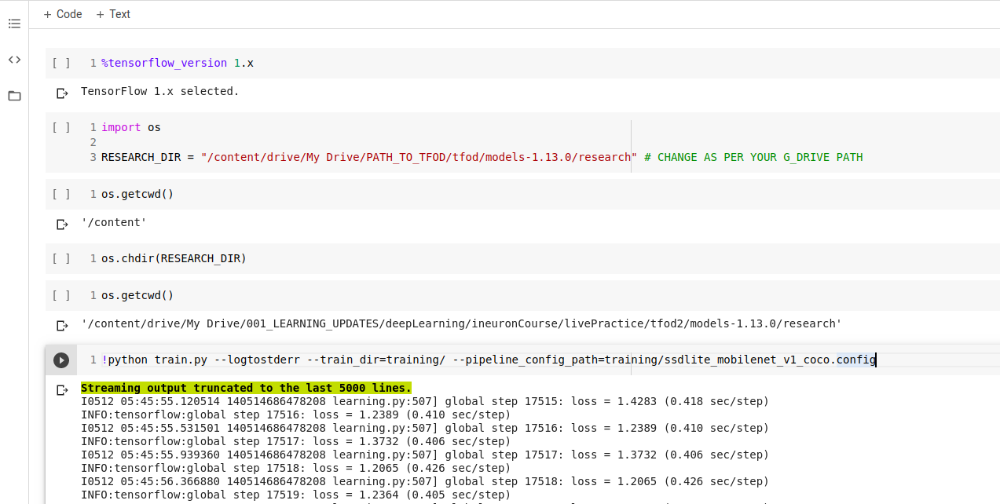 + Code + Text
[ ] 1 %tensorflow_version 1.x
TensorFlow 1.x selected.
[ ] 1 import os
2
3 RESEARCH_DIR = "/content/drive/My Drive/PATH_TO_TFOD/tfod/models-1.13.0/research" # CHANGE AS PER YOUR G_DRIVE PATH
[ ] 1 os.getcwd()
'/content'
[ ] 1 os.chdir(RESEARCH_DIR)
[ ] 1 os.getcwd()
'/content/drive/My Drive/001_LEARNING_UPDATES/deepLearning/ineuronCourse/livePractice/tfod2/models-1.13.0/research'
1 !python train.py --logtostderr --train_dir=training/ --pipeline_config_path=training/ssdlite_mobilenet_v1_coco.config
Streaming output truncated to the last 5000 lines.
I0512 05:45:55.120514 140514686478208 learning.py:507] global step 17515: loss = 1.4283 (0.418 sec/step)
INFO:tensorflow:global step 17516: loss = 1.2389 (0.410 sec/step)
I0512 05:45:55.531501 140514686478208 learning.py:507] global step 17516: loss = 1.2389 (0.410 sec/step)
INFO:tensorflow:global step 17517: loss = 1.3732 (0.406 sec/step)
I0512 05:45:55.939360 140514686478208 learning.py:507] global step 17517: loss = 1.3732 (0.406 sec/step)
INFO:tensorflow:global step 17518: loss = 1.2065 (0.426 sec/step)
I0512 05:45:56.366880 140514686478208 learning.py:507] global step 17518: loss = 1.2065 (0.426 sec/step)
INFO:tensorflow:global step 17519: loss = 1.2364 (0.405 sec/step)